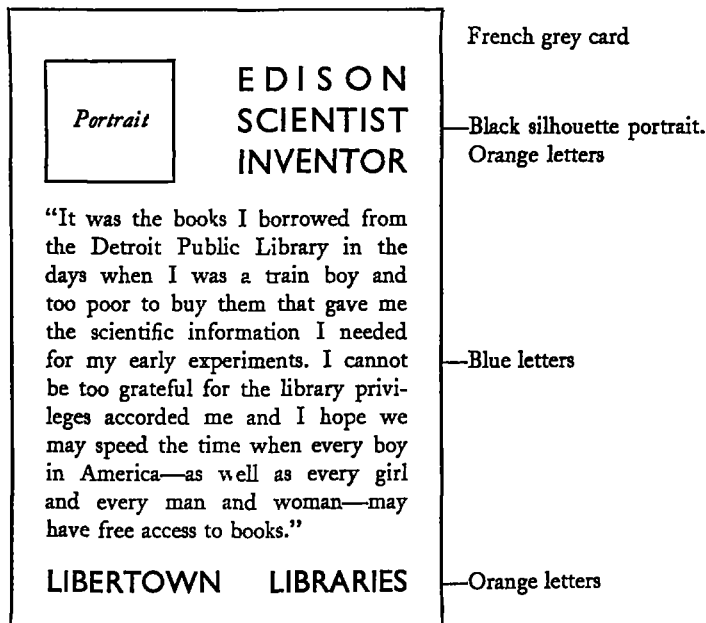 French grey card
Portrait
EDISON
SCIENTIST
INVENTOR
Black silhouette portrait.
Orange letters
“It was the books I borrowed from
the Detroit Public Library in the
days when I was a train boy and
too poor to buy them that gave me
the scientific information I needed
for my early experiments. I cannot
be too grateful for the library privi-
leges accorded me and I hope we
may speed the time when every boy
in America—as well as every girl
and every man and woman—may
have free access to books.”
Blue letters
LIBERTOWN LIBRARIES
Orange letters